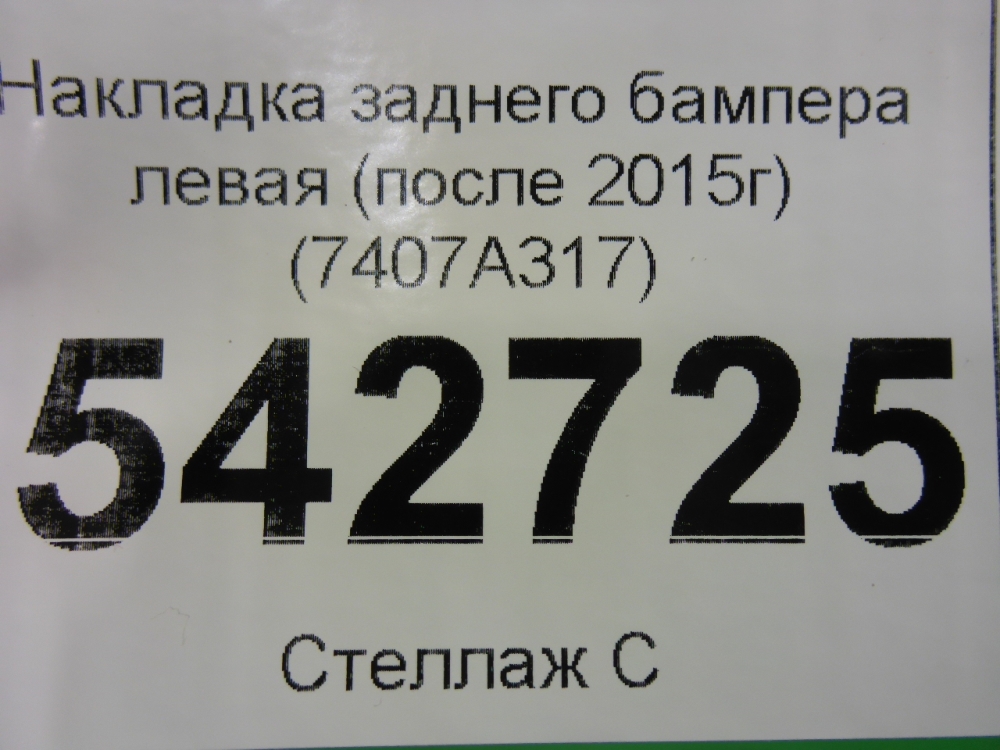 Накладка заднего бампера
левая (после 2015г)
(7407A317)
542725
Стеллаж С